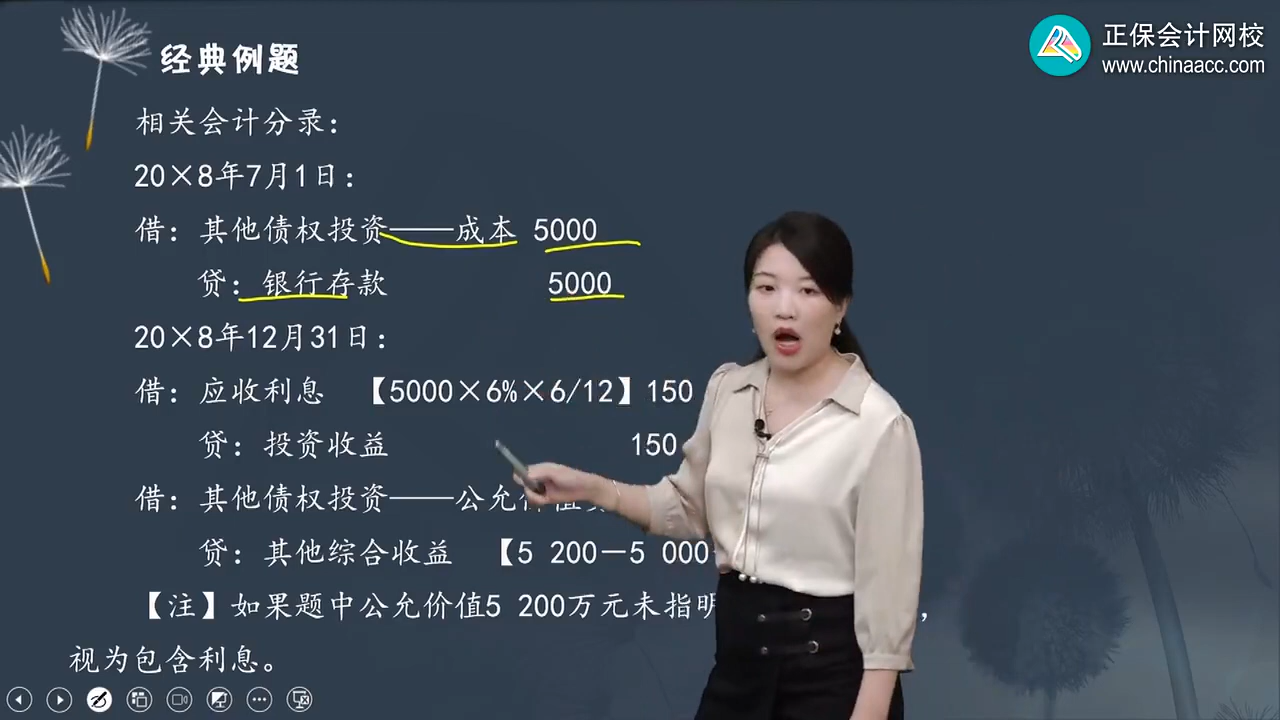 经典例题
正保会计网校
www.chinaacc.com
相关会计分录：
20×8年7月1日：
借：其他债权投资——成本 5000
贷：银行存款 5000
20×8年12月31日：
借：应收利息 【5000×6%×6/12】150
贷：投资收益 150
借：其他债权投资——公允
贷：其他综合收益 【5 200－5 000
【注】如果题中公允价值5 200万元未指明 ，
视为包含利息。